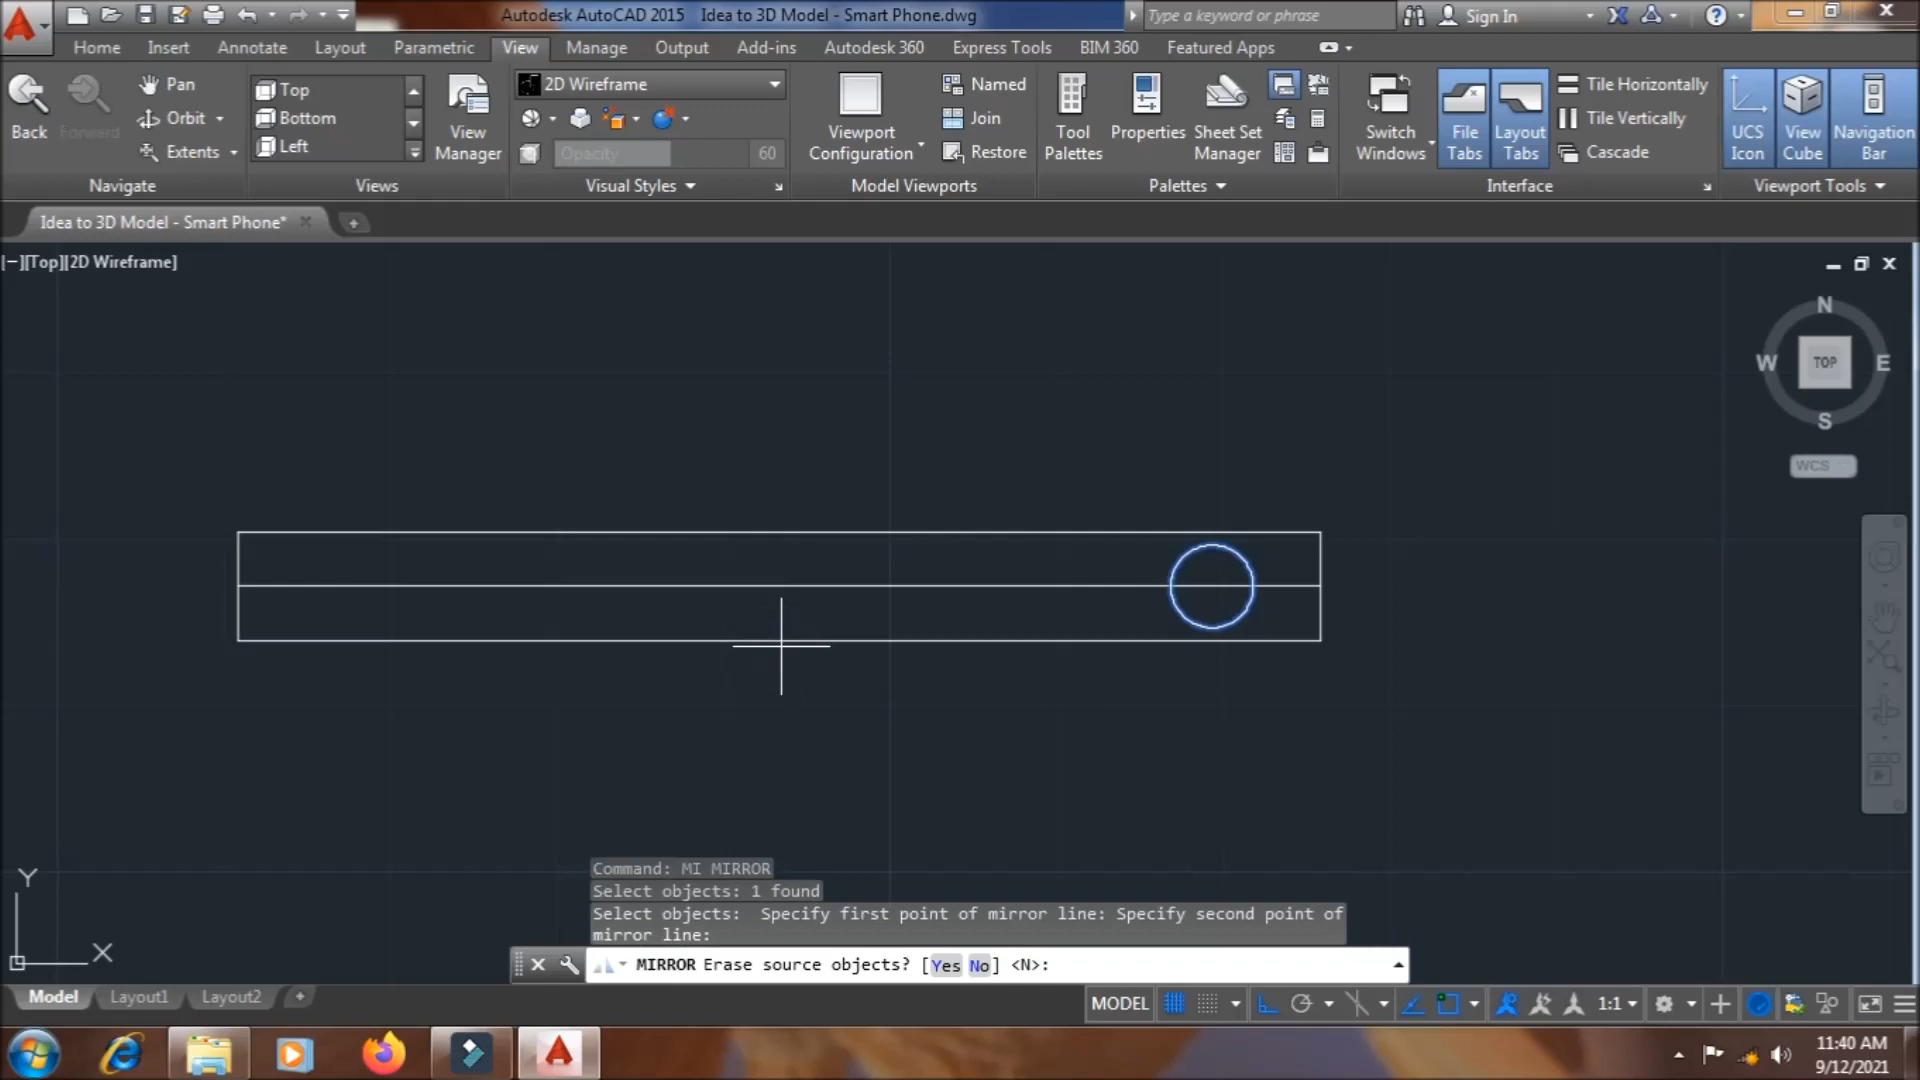 Autodesk AutoCAD 2015 Idea to 3D Model - Smart Phone.dwg
Type a keyword or phrase
Sign In
Home Insert Annotate Layout Parametric View Manage Output Add-ins Autodesk 360 Express Tools BIM 360 Featured Apps
Back
Forward
Pan
Orbit
Extents
Navigate
Top
Bottom
Left
View
Manager
Views
2D Wireframe
Opacity 60
Visual Styles
Viewport
Configuration
Named
Join
Restore
Model Viewports
Tool
Palettes
Properties
Sheet Set
Manager
Palettes
Switch
Windows
File
Tabs
Layout
Tabs
Tile Horizontally
Tile Vertically
Cascade
Interface
UCS
Icon
View
Cube
Navigation
Bar
Viewport Tools
Idea to 3D Model - Smart Phone*
[−][Top][2D Wireframe]
N
W TOP E
S
WCS
Y
X
Command: MI MIRROR
Select objects: 1 found
Select objects:  Specify first point of mirror line: Specify second point of
mirror line:
MIRROR Erase source objects? [Yes No] <N>:
Model Layout1 Layout2
MODEL 1:1
11:40 AM
9/12/2021